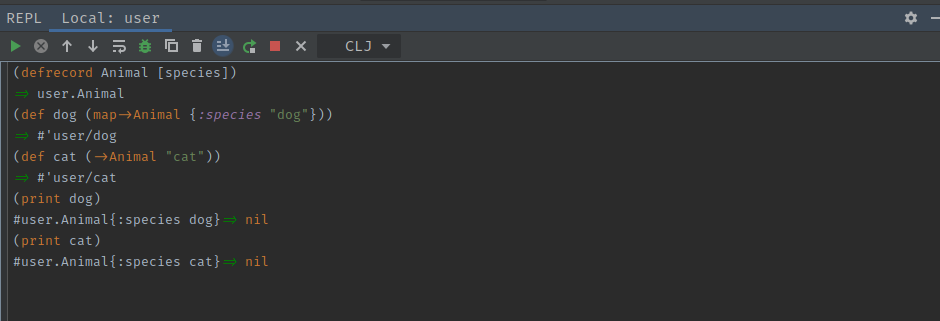 REPL Local: user
CLJ
(defrecord Animal [species])
=> user.Animal
(def dog (map->Animal {:species "dog"}))
=> #'user/dog
(def cat (->Animal "cat"))
=> #'user/cat
(print dog)
#user.Animal{:species dog}=> nil
(print cat)
#user.Animal{:species cat}=> nil